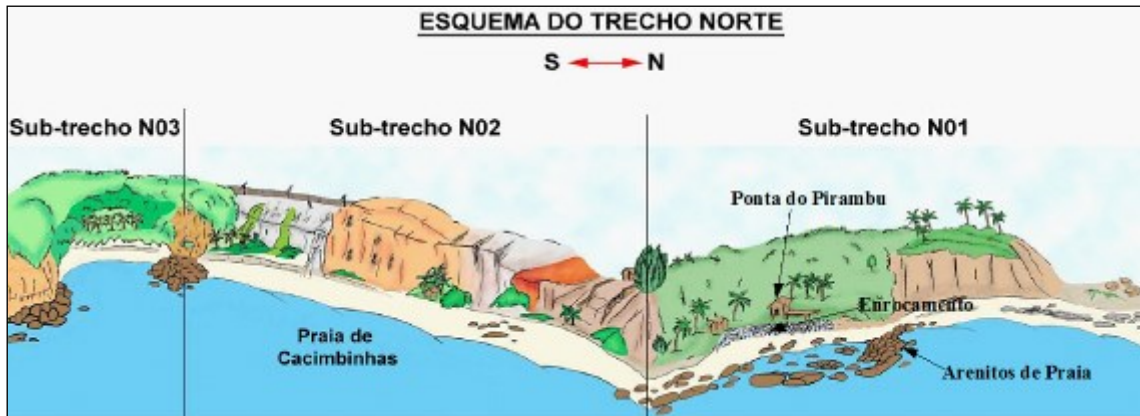 ESQUEMA DO TRECHO NORTE
S N
Sub-trecho N03
Sub-trecho N02
Sub-trecho N01
Ponta do Pirambu
Enrocamento
Praia de
Cacimbinhas
Arenitos de Praia